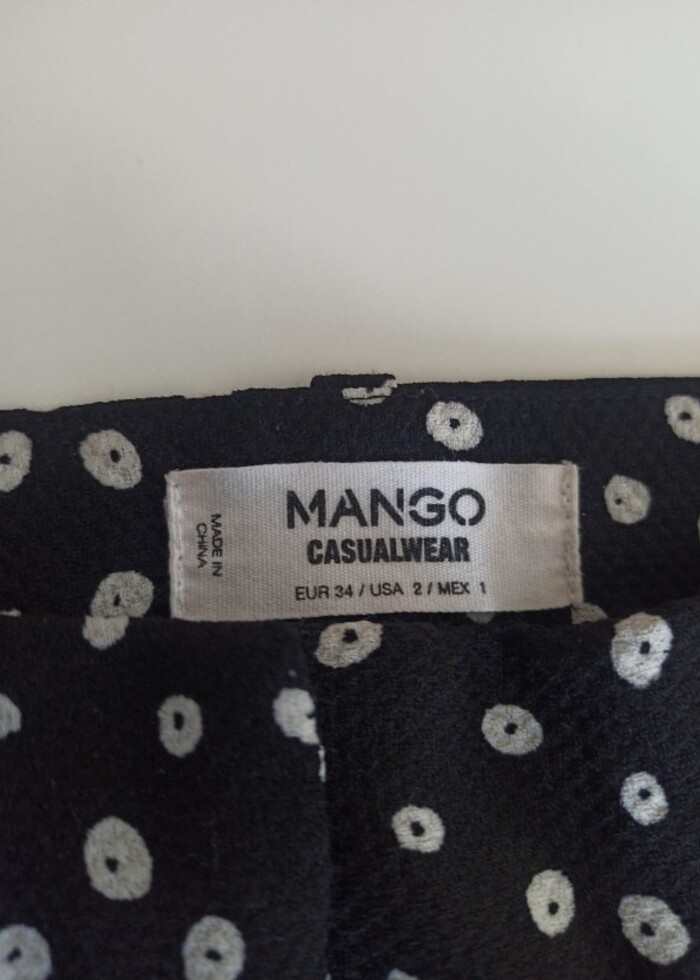 MANGO
CASUALWEAR
EUR 34 / USA 2 / MEX 1
MADE IN
CHINA